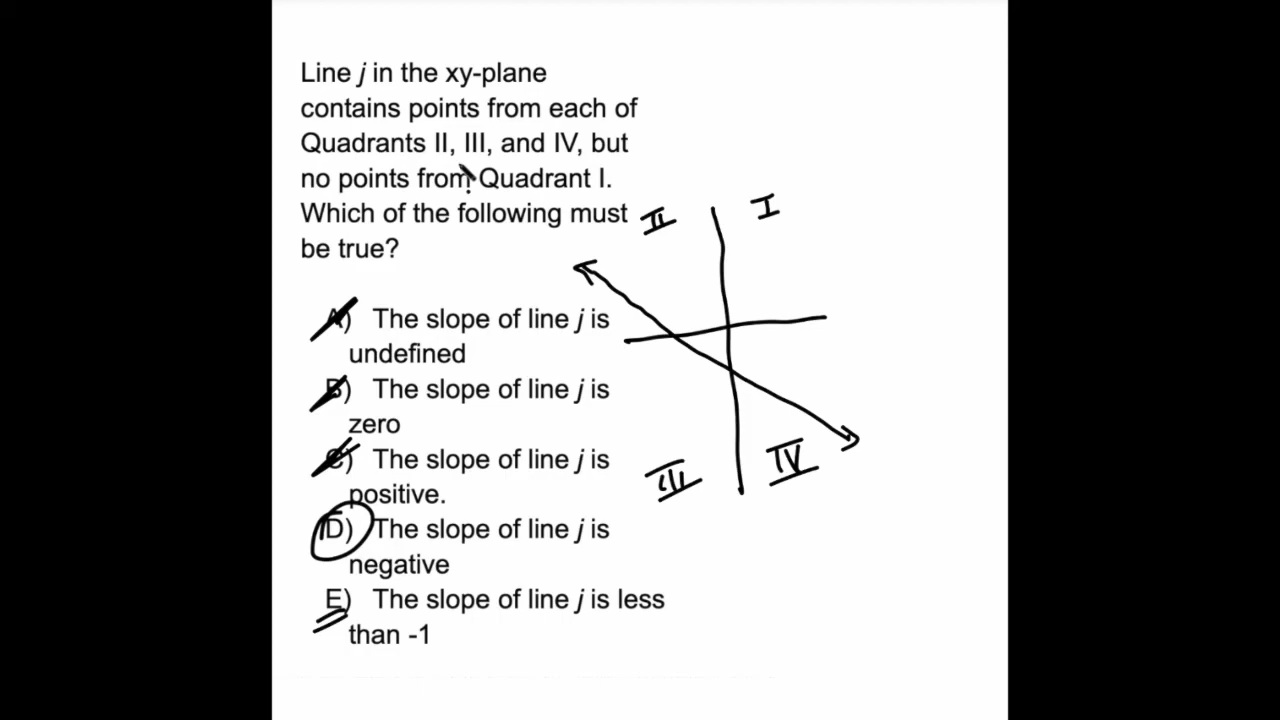 Line j in the xy-plane
contains points from each of
Quadrants II, III, and IV, but
no points from Quadrant I.
Which of the following must
be true?
A) The slope of line j is
undefined
B) The slope of line j is
zero
C) The slope of line j is
positive.
D) The slope of line j is
negative
E) The slope of line j is less
than -1
II
I
III
IV